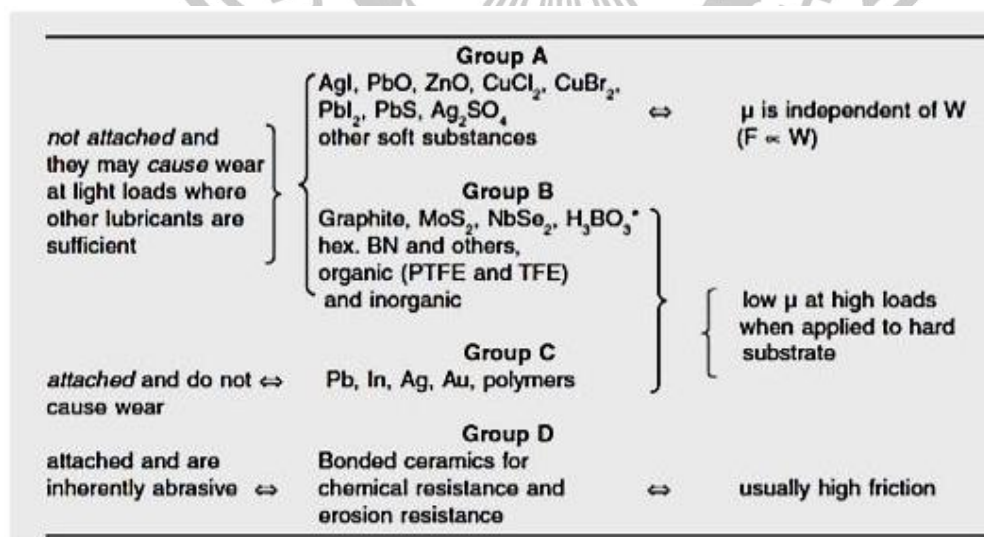 Group A
AgI, PbO, ZnO, CuCl₂, CuBr₂,
PbI₂, PbS, Ag₂SO₄
other soft substances
⇔ μ is independent of W
(F ∝ W)
not attached and
they may cause wear
at light loads where
other lubricants are
sufficient
Group B
Graphite, MoS₂, NbSe₂, H₃BO₃*
hex. BN and others,
organic (PTFE and TFE)
and inorganic
low μ at high loads
when applied to hard
substrate
Group C
attached and do not ⇔
cause wear
Pb, In, Ag, Au, polymers
Group D
attached and are
inherently abrasive ⇔
Bonded ceramics for
chemical resistance and
erosion resistance
⇔ usually high friction